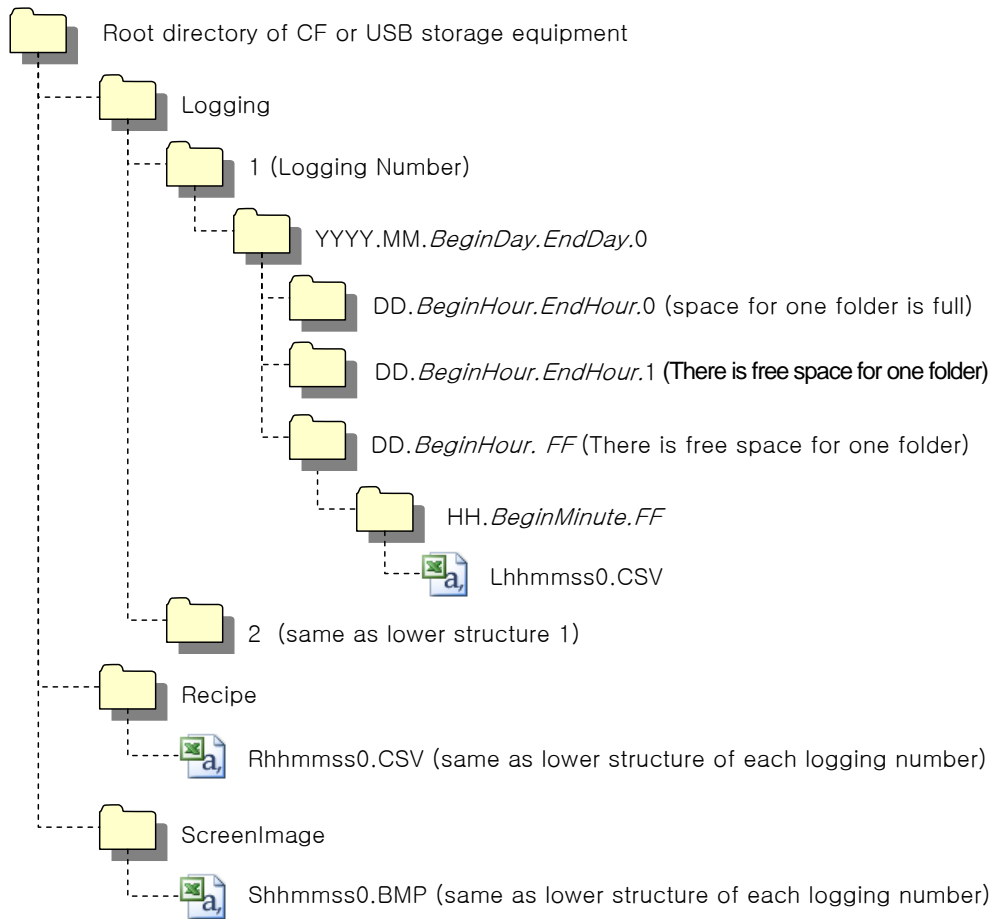 Root directory of CF or USB storage equipment
Logging
1 (Logging Number)
YYYY.MM.BeginDay.EndDay.0
DD.BeginHour.EndHour.0 (space for one folder is full)
DD.BeginHour.EndHour.1 (There is free space for one folder)
DD.BeginHour. FF (There is free space for one folder)
HH.BeginMinute.FF
Lhhmmss0.CSV
2 (same as lower structure 1)
Recipe
Rhhmmss0.CSV (same as lower structure of each logging number)
ScreenImage
Shhmmss0.BMP (same as lower structure of each logging number)